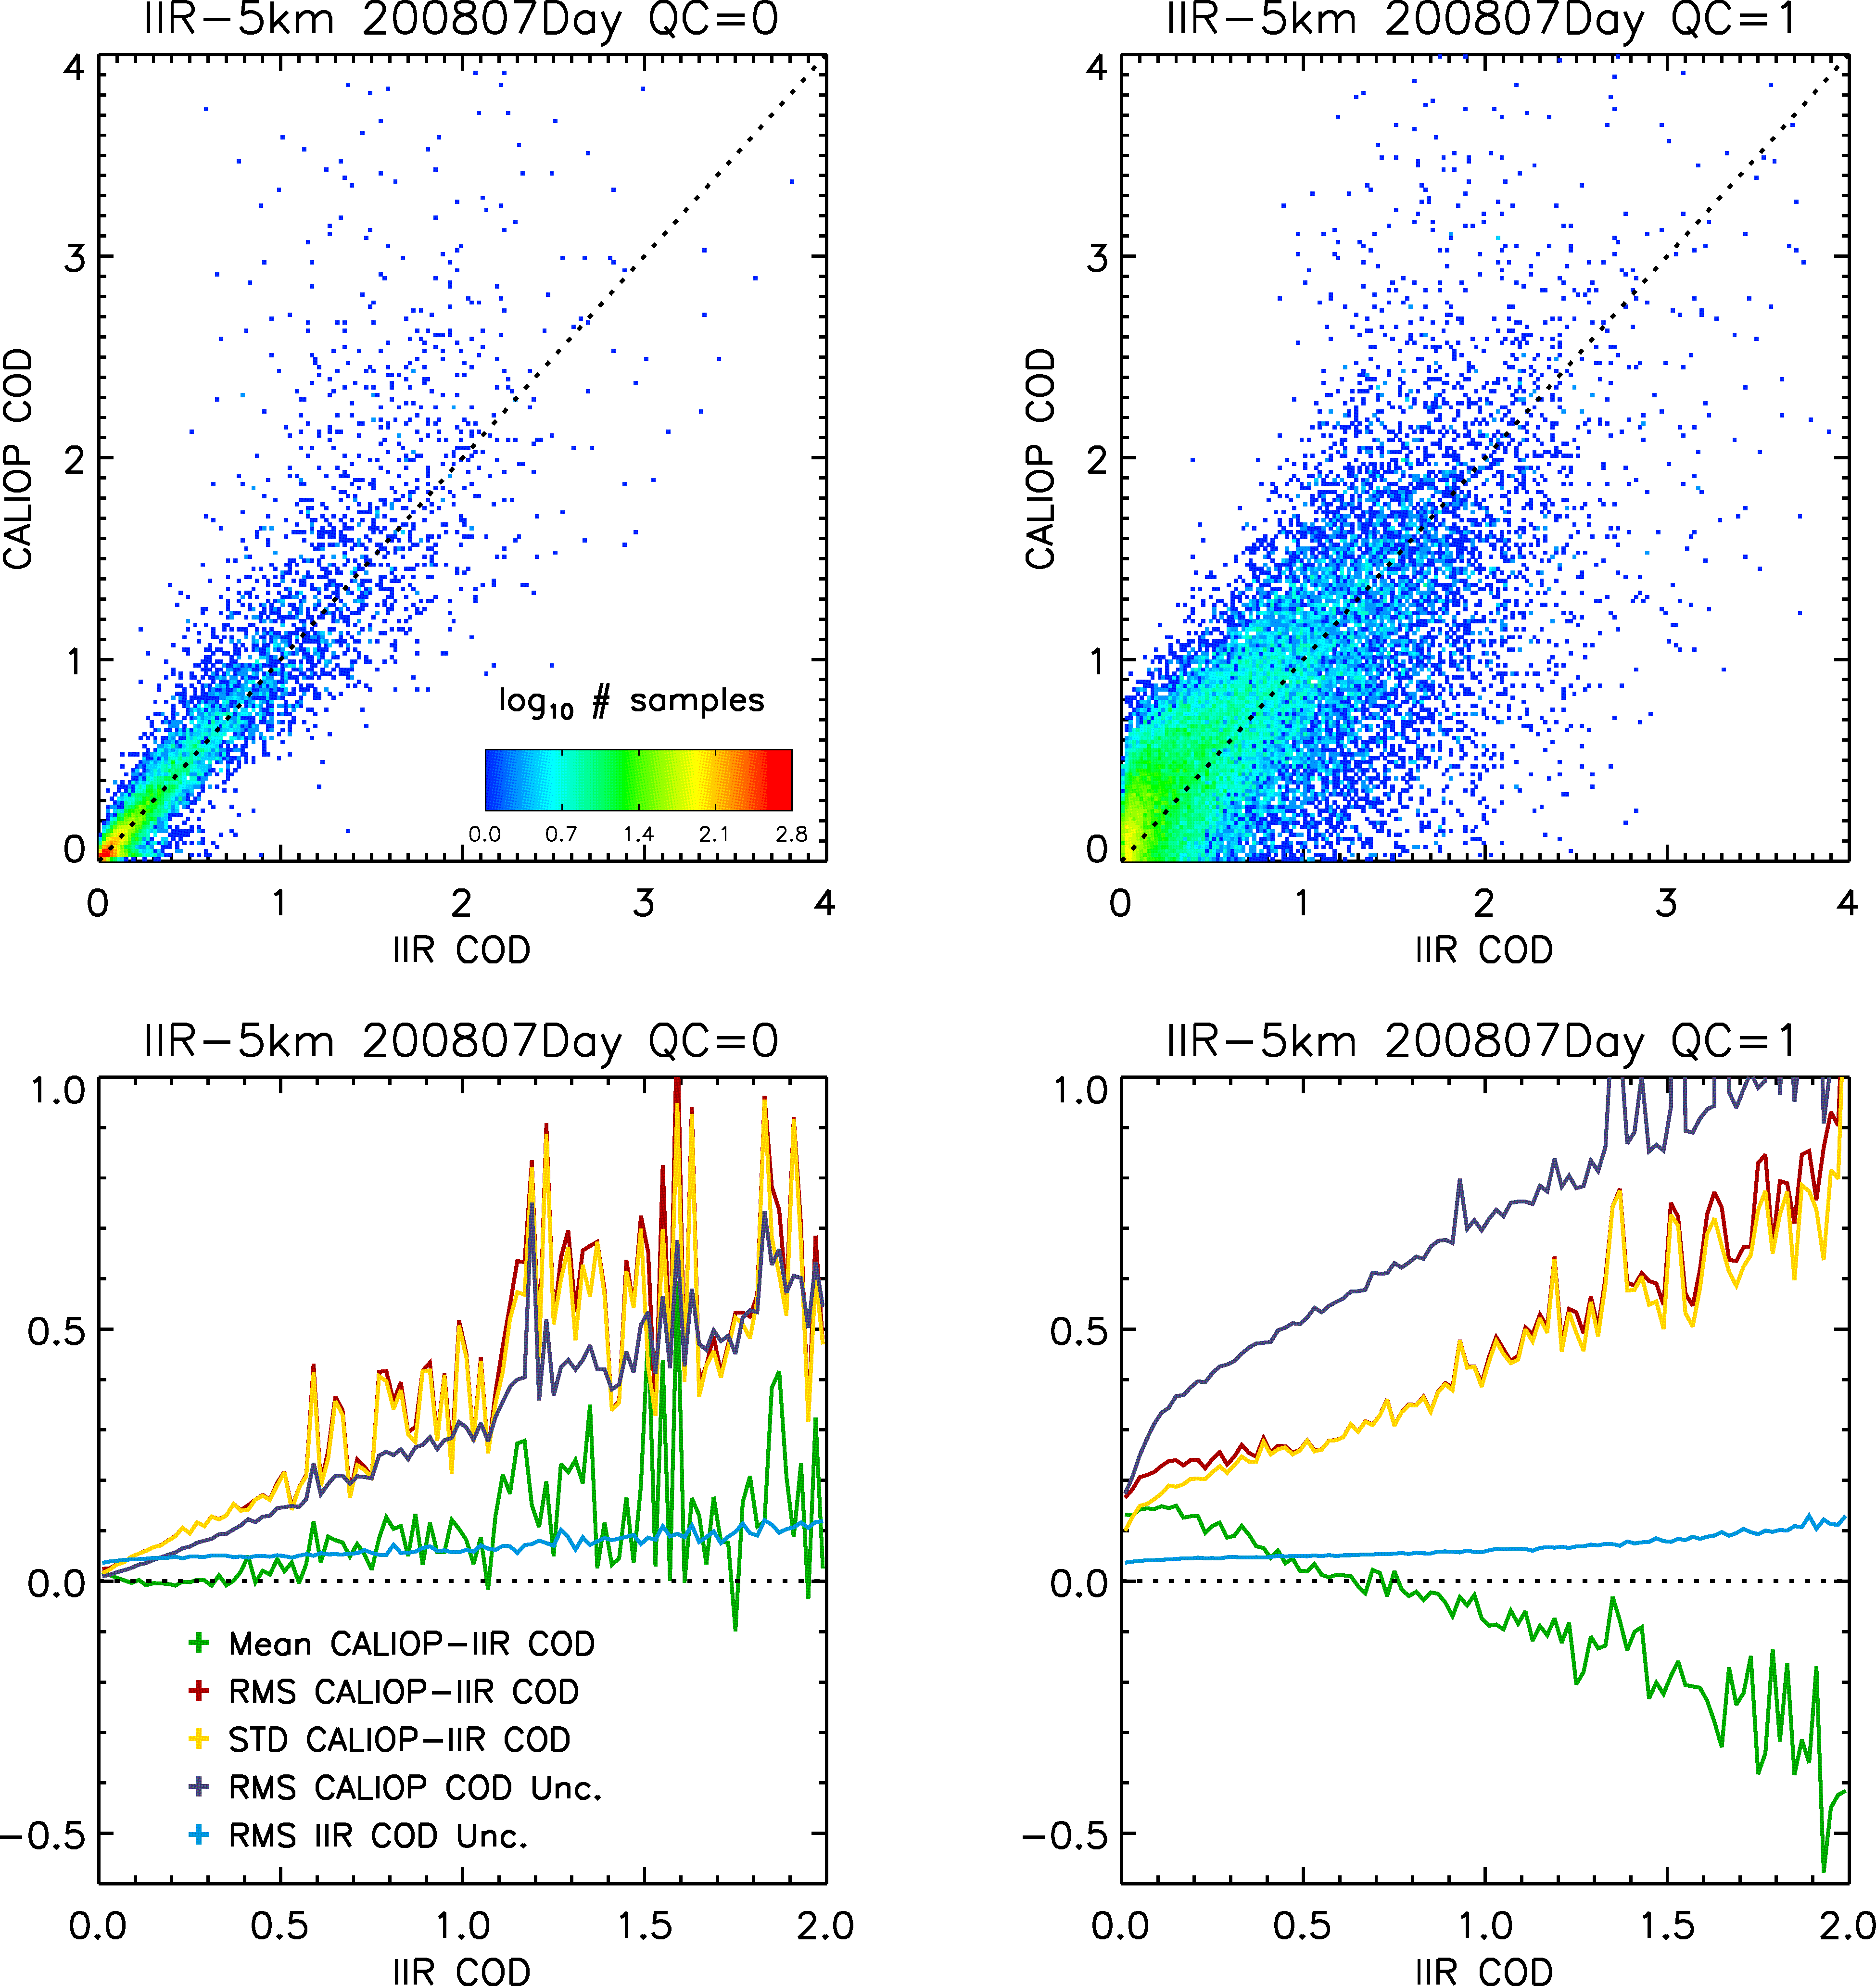 IIR-5km 200807Day QC=0
4
3
2
1
0
CALIOP COD
log10 # samples
0.0 0.7 1.4 2.1 2.8
0 1 2 3 4
IIR COD
IIR-5km 200807Day QC=1
4
3
2
1
0
CALIOP COD
0 1 2 3 4
IIR COD
IIR-5km 200807Day QC=0
1.0
0.5
0.0
-0.5
Mean CALIOP-IIR COD
RMS CALIOP-IIR COD
STD CALIOP-IIR COD
RMS CALIOP COD Unc.
RMS IIR COD Unc.
0.0 0.5 1.0 1.5 2.0
IIR COD
IIR-5km 200807Day QC=1
1.0
0.5
0.0
-0.5
0.0 0.5 1.0 1.5 2.0
IIR COD